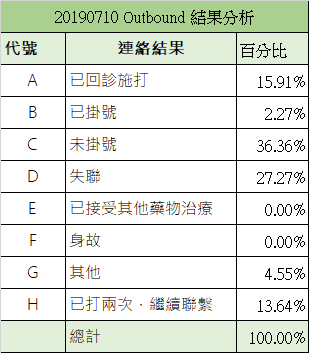 20190710 Outbound 結果分析
代號 連絡結果 百分比
A 已回診施打 15.91%
B 已掛號 2.27%
C 未掛號 36.36%
D 失聯 27.27%
E 已接受其他藥物治療 0.00%
F 身故 0.00%
G 其他 4.55%
H 已打兩次，繼續聯繫 13.64%
總計 100.00%